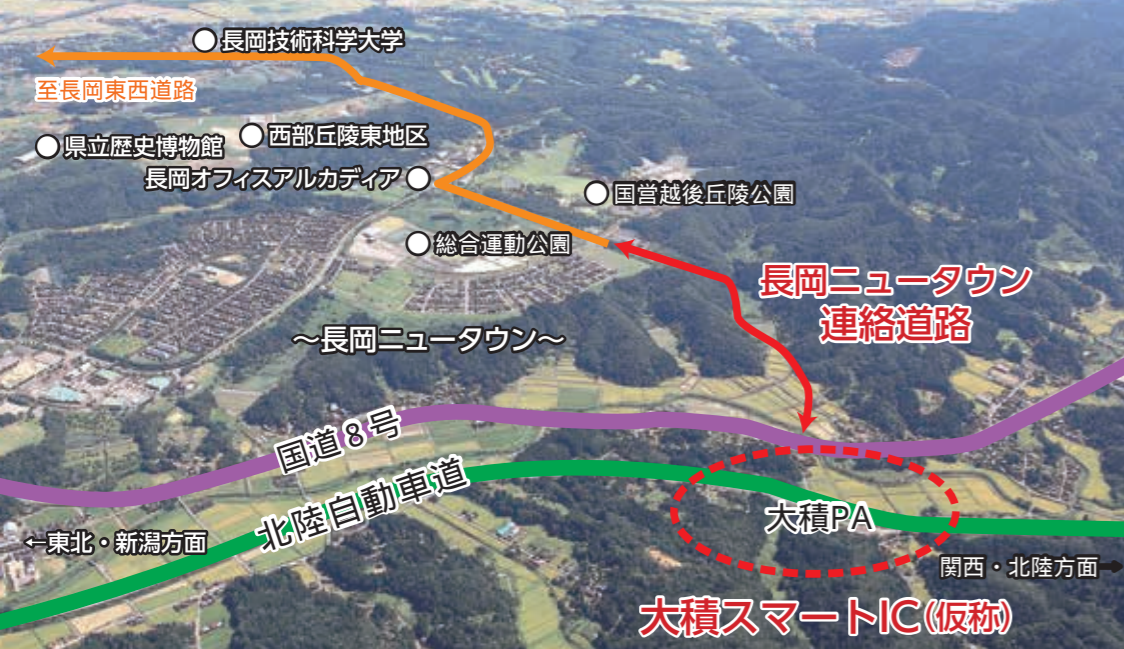 長岡技術科学大学
至長岡東西道路
県立歴史博物館
西部丘陵東地区
長岡オフィスアルカディア
国営越後丘陵公園
総合運動公園
長岡ニュータウン
連絡道路
～長岡ニュータウン～
国道8号
北陸自動車道
大積PA
←東北・新潟方面
関西・北陸方面→
大積スマートIC(仮称)